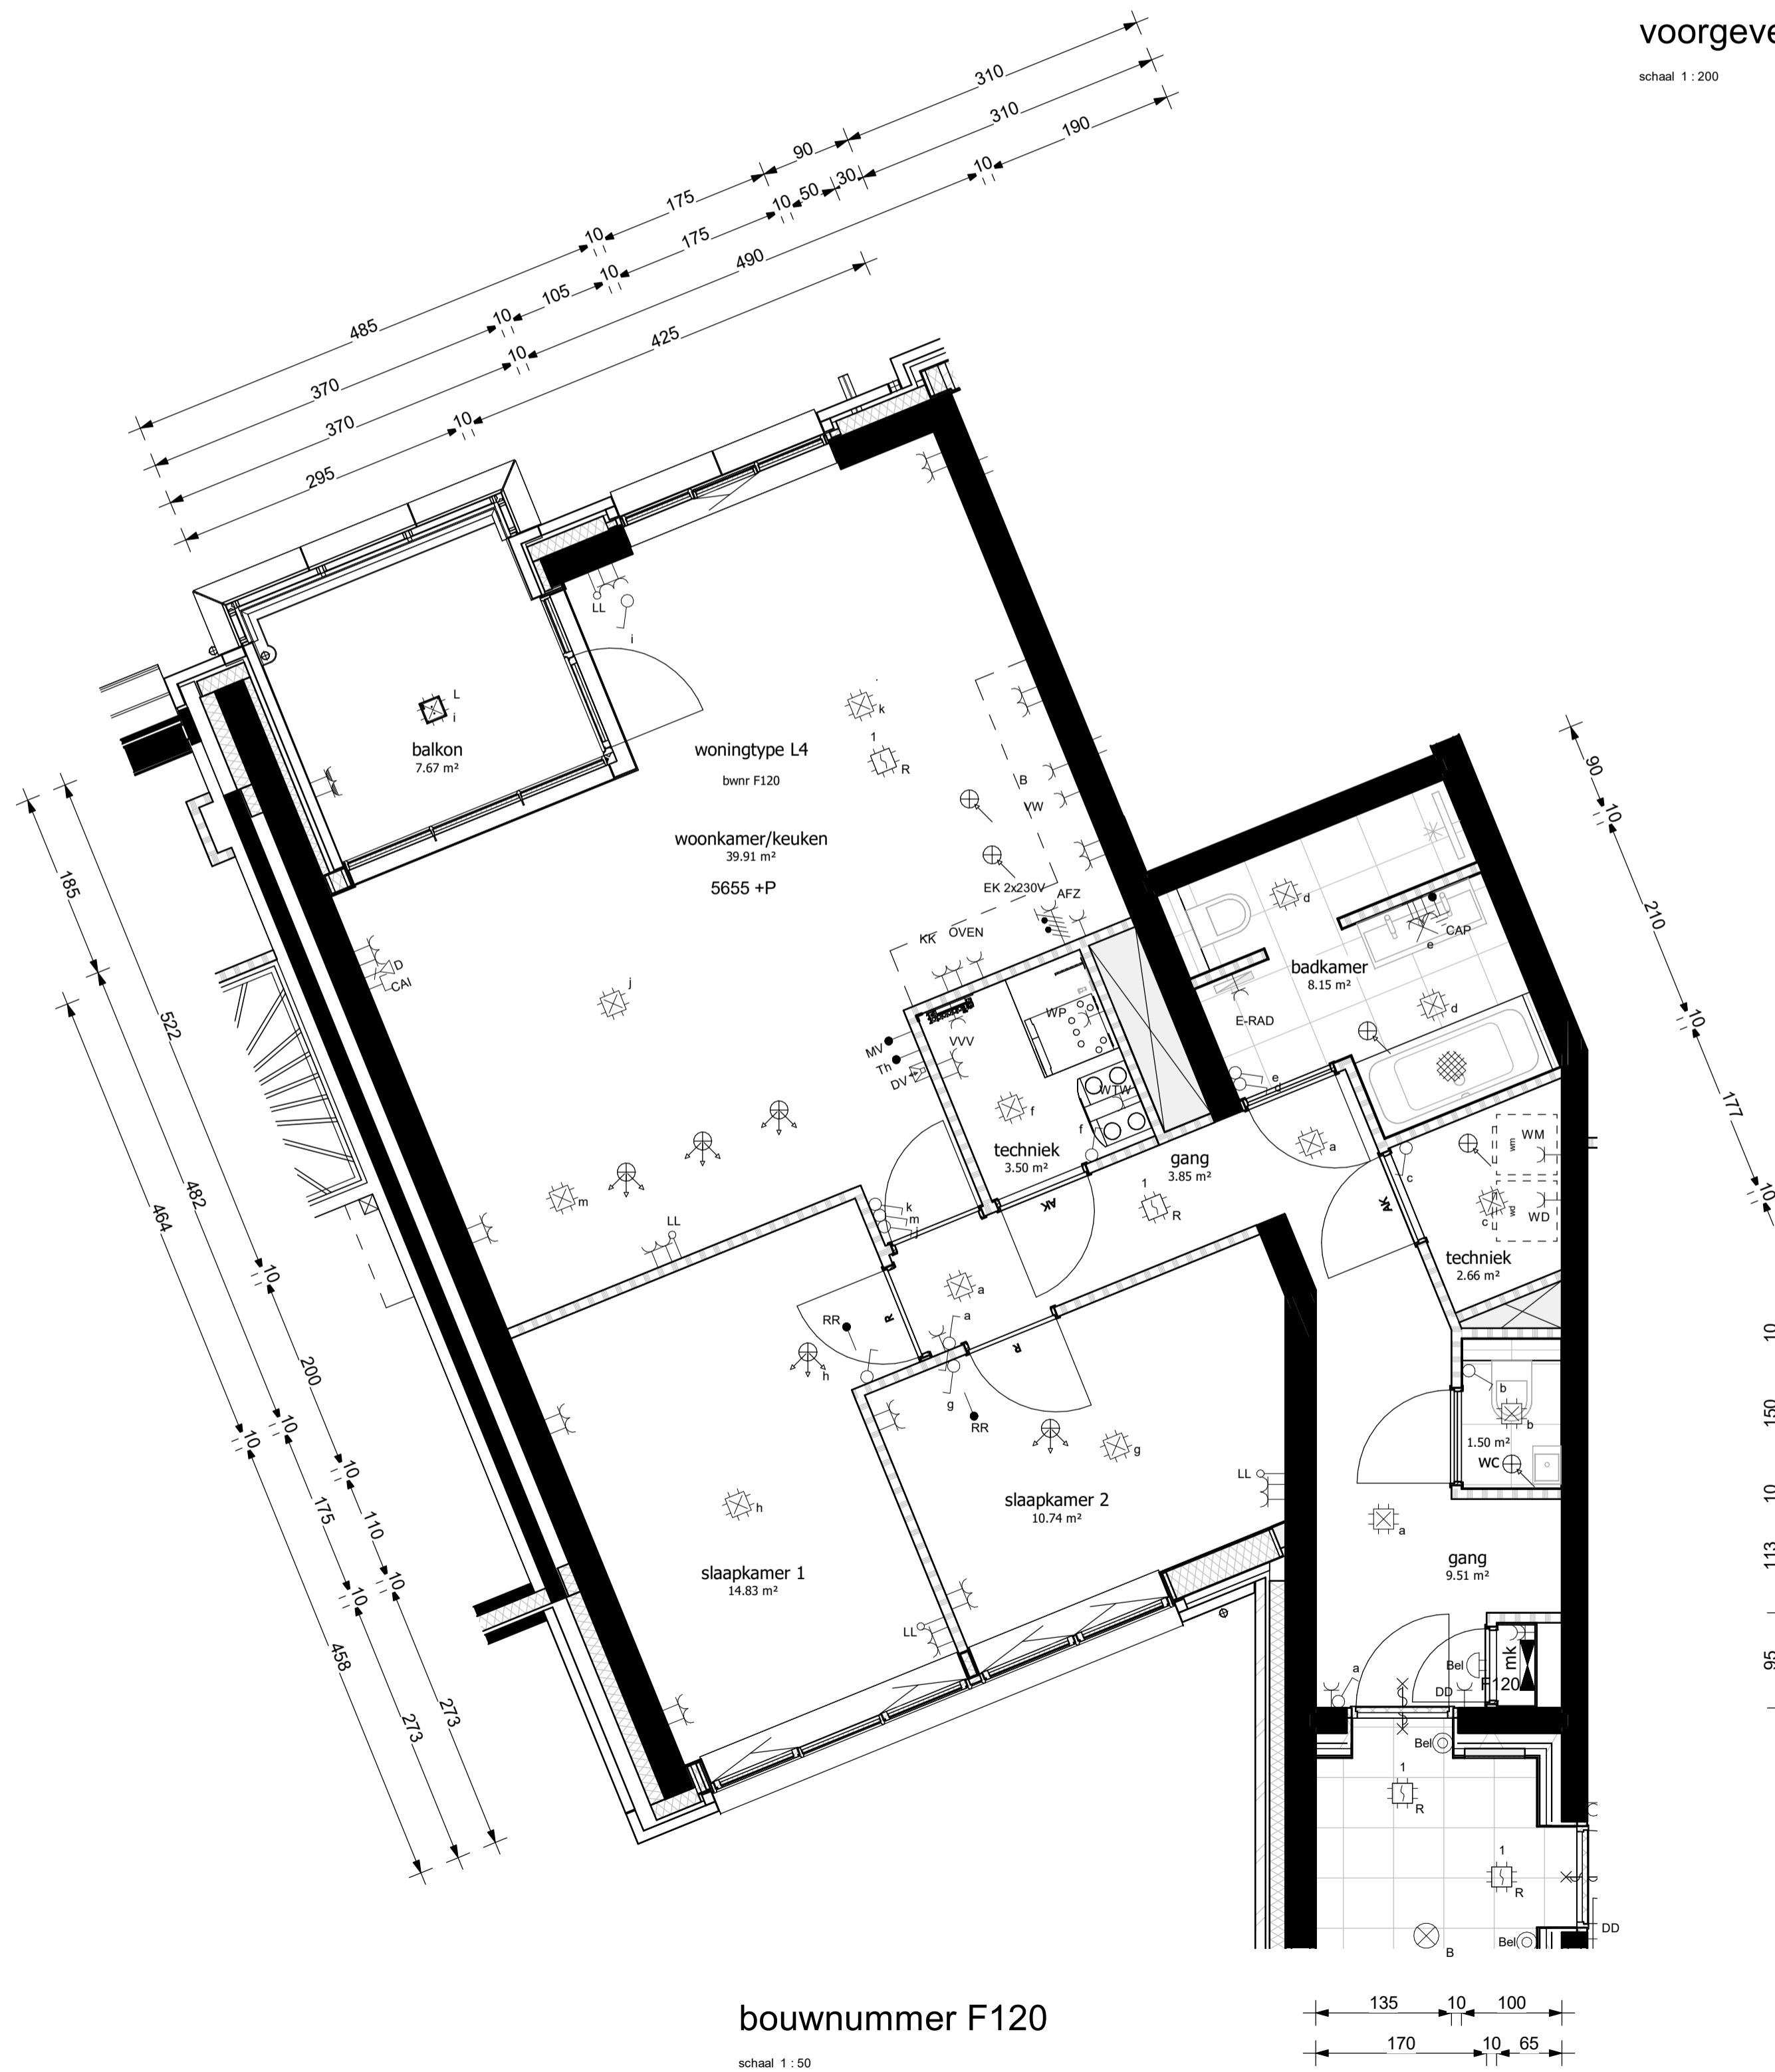 voorgeve
schaal 1 : 200
310
310
190
90
30
10
175
10
50
10
175
490
10
105
10
425
485
10
370
10
370
10
295
balkon
7.67 m²
L
i
LL
i
woningtype L4
bwnr F120
k
1
R
B
VW
woonkamer/keuken
39.91 m²
5655 +P
EK 2x230V
AFZ
KK
OVEN
D
CAI
j
MV
Th
DV
VVV
WP
WTW
f
f
techniek
3.50 m²
m
LL
k
m
j
AK
gang
3.85 m²
1
R
a
badkamer
8.15 m²
d
CAP
e
d
E-RAD
e
d
a
c
AK
WM
wm
WD
wd
c
techniek
2.66 m²
R
RR
h
a
g
RR
R
g
h
slaapkamer 1
14.83 m²
slaapkamer 2
10.74 m²
LL
LL
b
b
1.50 m²
WC
a
gang
9.51 m²
a
Bel
DD
mk
F120
Bel
1
R
1
R
B
Bel
DD
185
522
10
200
10
110
10
273
482
10
175
10
273
464
10
458
90
10
210
10
177
10
10
150
10
113
95
135
10
100
170
10
65
bouwnummer F120
schaal 1 : 50